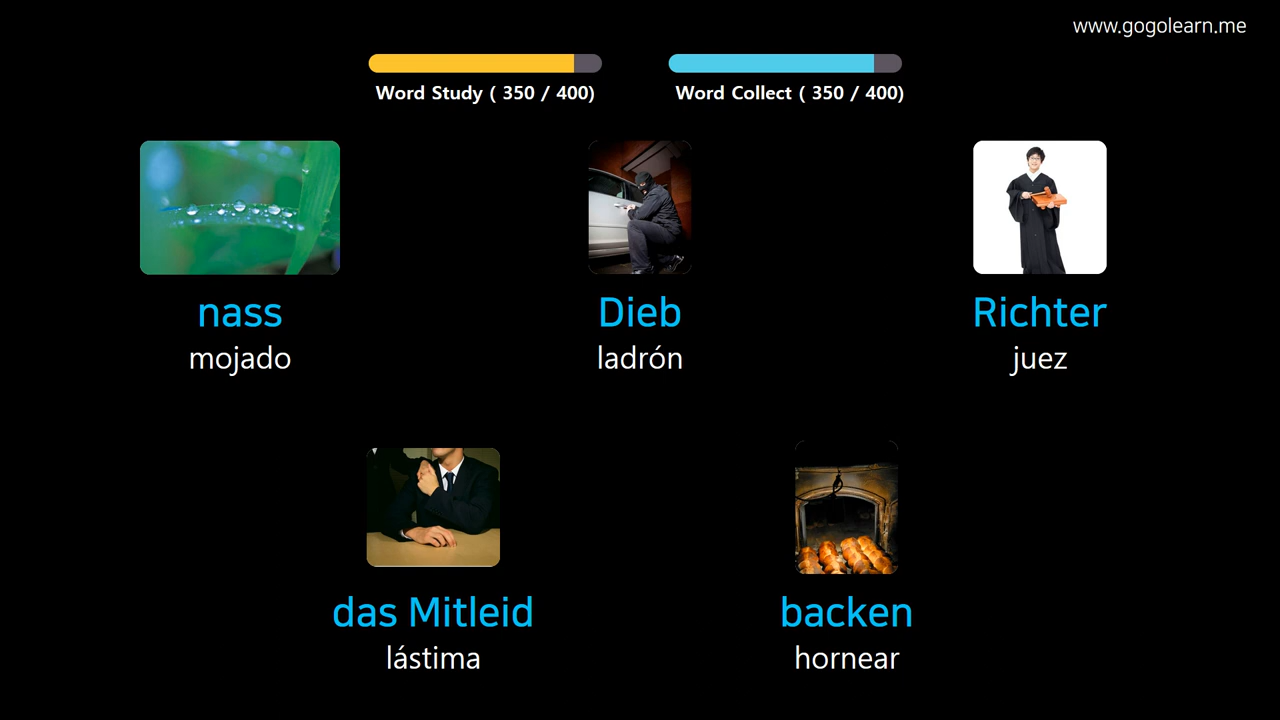 www.gogolearn.me
Word Study ( 350 / 400)
Word Collect ( 350 / 400)
nass
mojado
Dieb
ladrón
Richter
juez
das Mitleid
lástima
backen
hornear